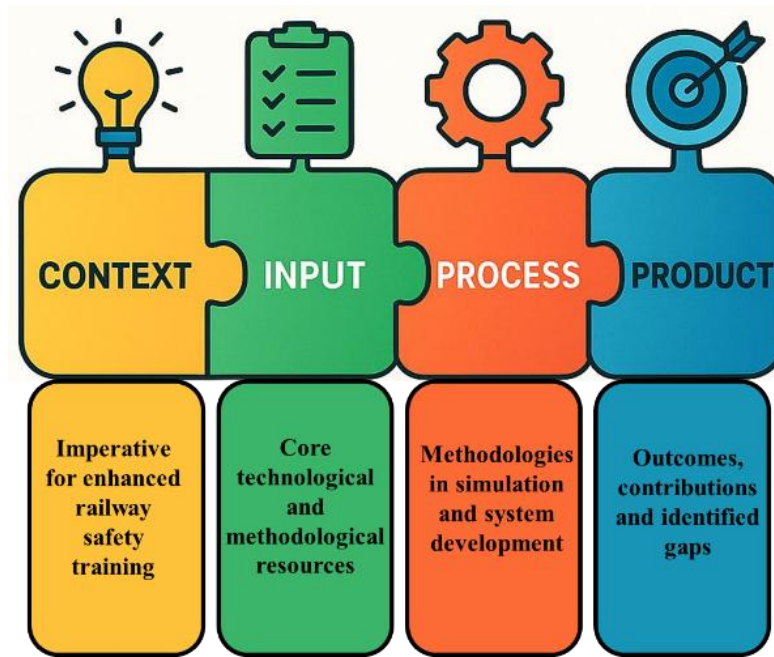 CONTEXT
INPUT
PROCESS
PRODUCT
Imperative
for enhanced
railway
safety
training
Core
technological
and
methodological
resources
Methodologies
in simulation
and system
development
Outcomes,
contributions
and identified
gaps